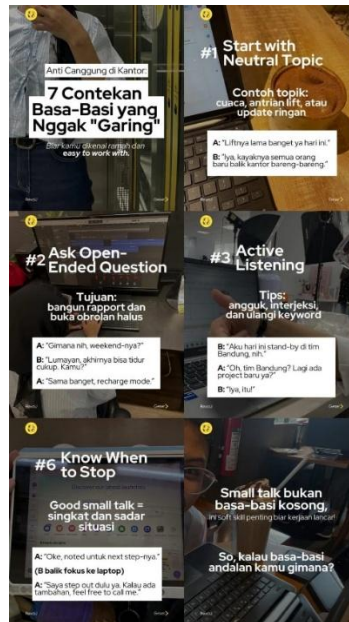 Anti Canggung di Kantor:
7 Contekan
Basa-Basi yang
Nggak "Garing"
Biar kamu dikenal ramah dan
easy to work with.
#1 Start with
Neutral Topic
Contoh topik:
cuaca, antrian lift, atau
update ringan
A: "Liftnya lama banget ya hari ini."
B: "Iya, kayaknya semua orang
baru balik kantor bareng-bareng."
#2 Ask Open-
Ended Question
Tujuan:
bangun rapport dan
buka obrolan halus
A: "Gimana nih, weekend-nya?"
B: "Lumayan, akhirnya bisa tidur
cukup. Kamu?"
A: "Sama banget, recharge mode."
#3 Active
Listening
Tips:
angguk, interjeksi,
dan ulangi keyword
B: "Aku hari ini stand-by di tim
Bandung, nih."
A: "Oh, tim Bandung? Lagi ada
project baru ya?"
B: "Iya, itu!"
#6 Know When
to Stop
Good small talk =
singkat dan sadar
situasi
A: "Oke, noted untuk next step-nya."
(B balik fokus ke laptop)
A: "Saya step out dulu ya. Kalau ada
tambahan, feel free to call me."
Small talk bukan
basa-basi kosong,
ini soft skill penting biar kerjaan lancar!
So, kalau basa-basi
andalan kamu gimana?